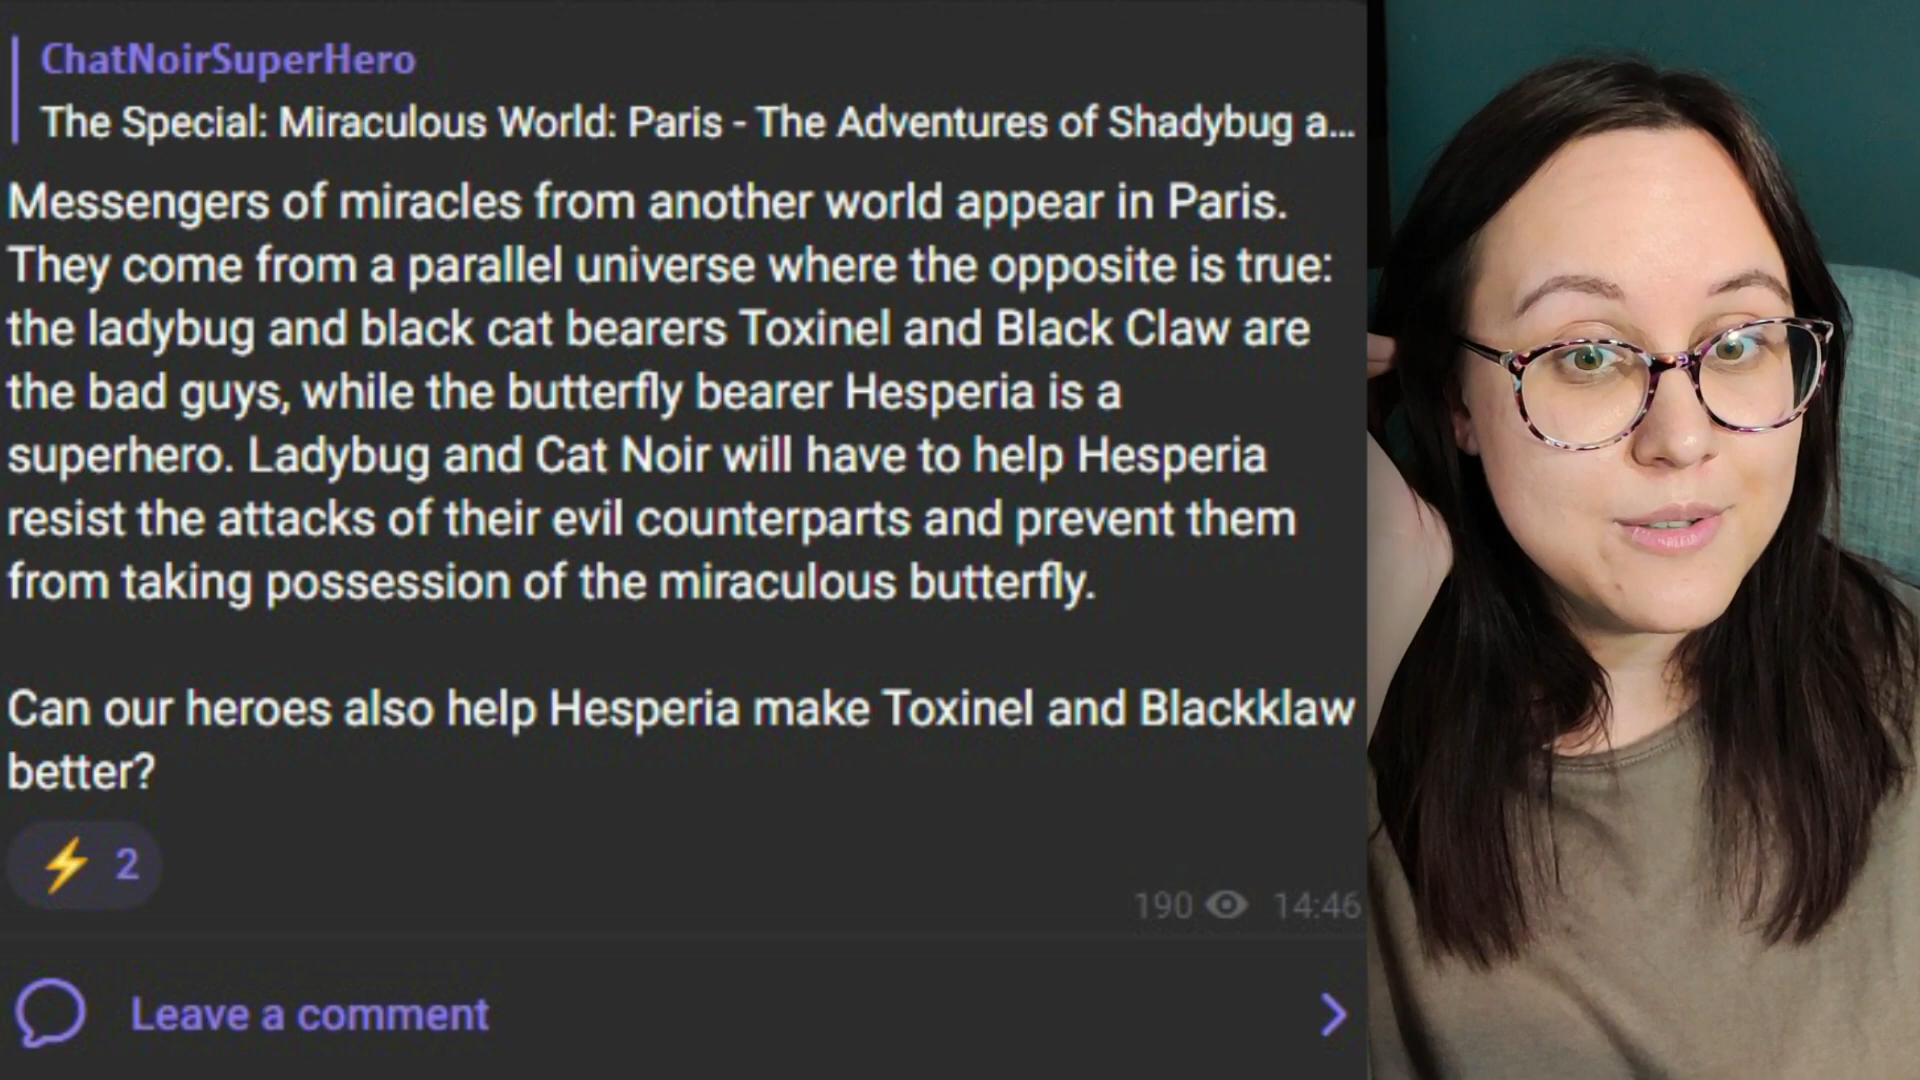 ChatNoirSuperHero
The Special: Miraculous World: Paris - The Adventures of Shadybug a...
Messengers of miracles from another world appear in Paris.
They come from a parallel universe where the opposite is true:
the ladybug and black cat bearers Toxinel and Black Claw are
the bad guys, while the butterfly bearer Hesperia is a
superhero. Ladybug and Cat Noir will have to help Hesperia
resist the attacks of their evil counterparts and prevent them
from taking possession of the miraculous butterfly.
Can our heroes also help Hesperia make Toxinel and Blackklaw
better?
2
190 14:46
Leave a comment